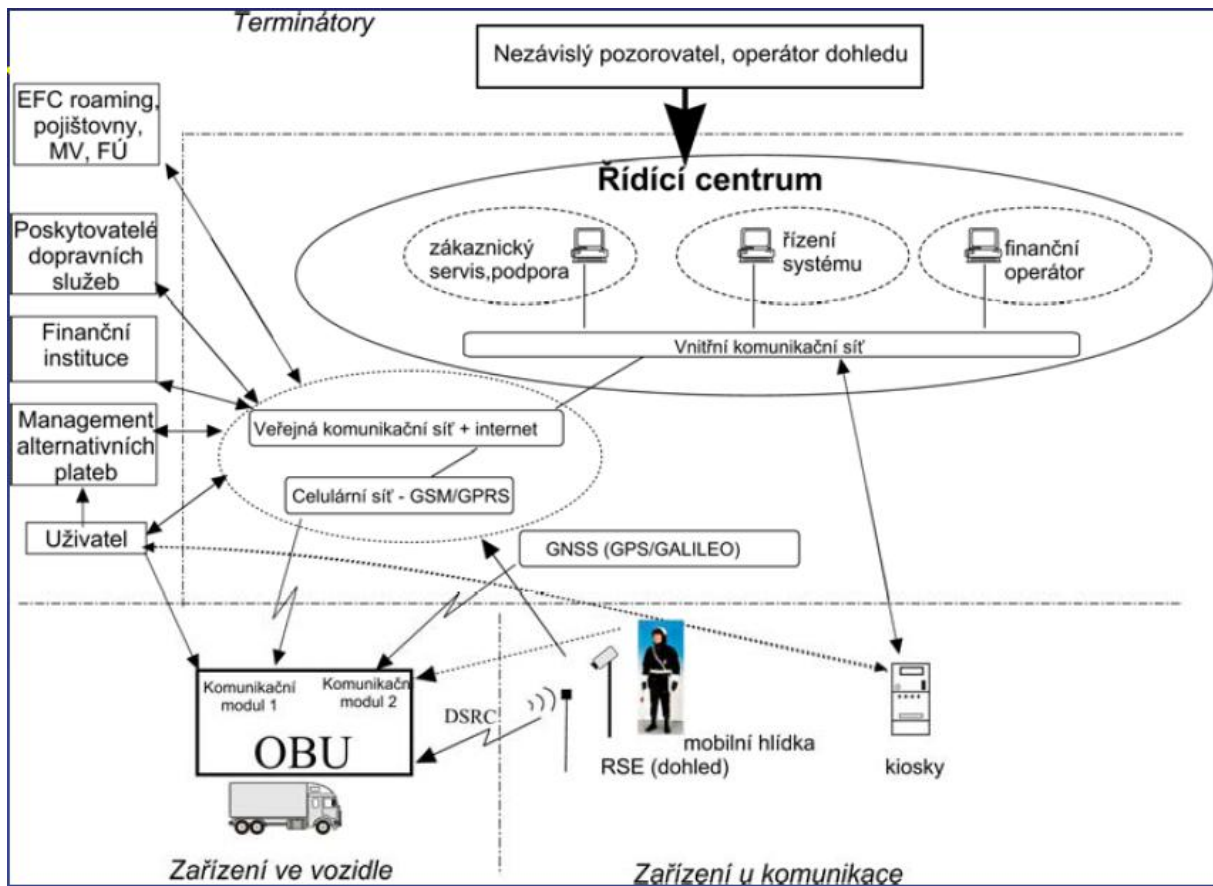 Terminátory
Nezávislý pozorovatel, operátor dohledu
EFC roaming,
pojištovny,
MV, FÚ
Řídící centrum
Poskytovatelé
dopravních
služeb
zákaznický
servis,podpora
řízení
systému
finanční
operátor
Finanční
instituce
Vnitřní komunikační síť
Management
alternativních
plateb
Veřejná komunikační síť + internet
Celulární síť - GSM/GPRS
Uživatel
GNSS (GPS/GALILEO)
Komunikační
modul 1
Komunikačn
modul 2
OBU
DSRC
mobilní hlídka
RSE (dohled)
kiosky
Zařízení ve vozidle
Zařízení u komunikace